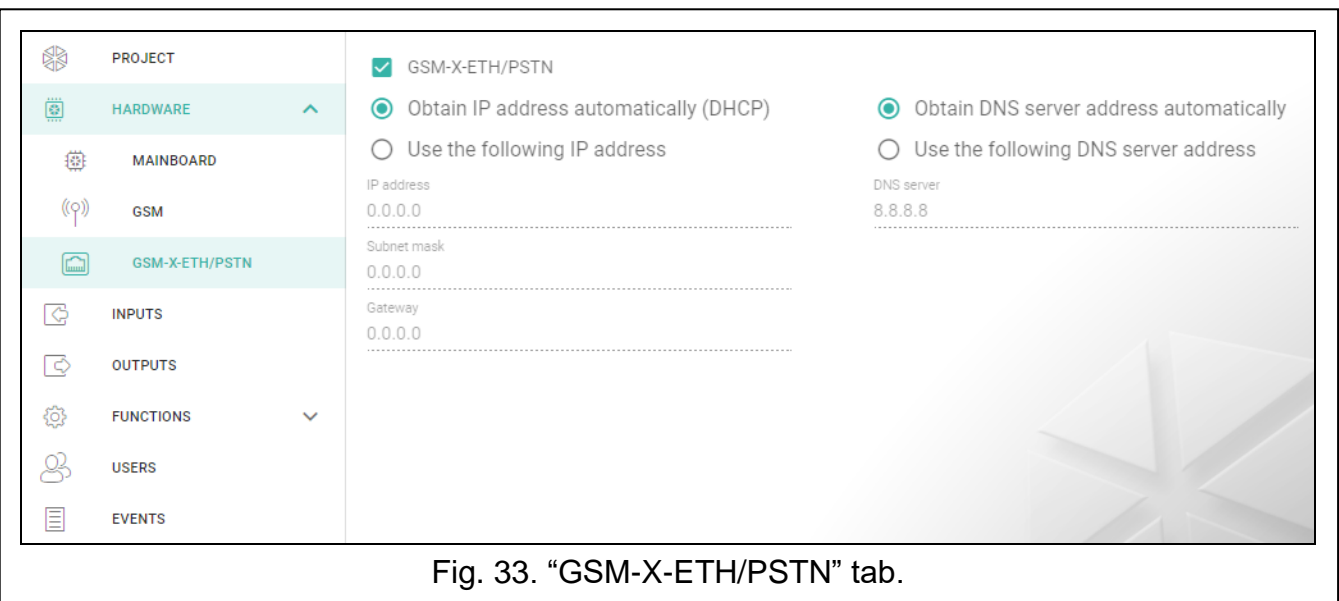 PROJECT
HARDWARE
MAINBOARD
GSM
GSM-X-ETH/PSTN
INPUTS
OUTPUTS
FUNCTIONS
USERS
EVENTS
GSM-X-ETH/PSTN
Obtain IP address automatically (DHCP)
Use the following IP address
IP address
0.0.0.0
Subnet mask
0.0.0.0
Gateway
0.0.0.0
Obtain DNS server address automatically
Use the following DNS server address
DNS server
8.8.8.8
Fig. 33. “GSM-X-ETH/PSTN” tab.